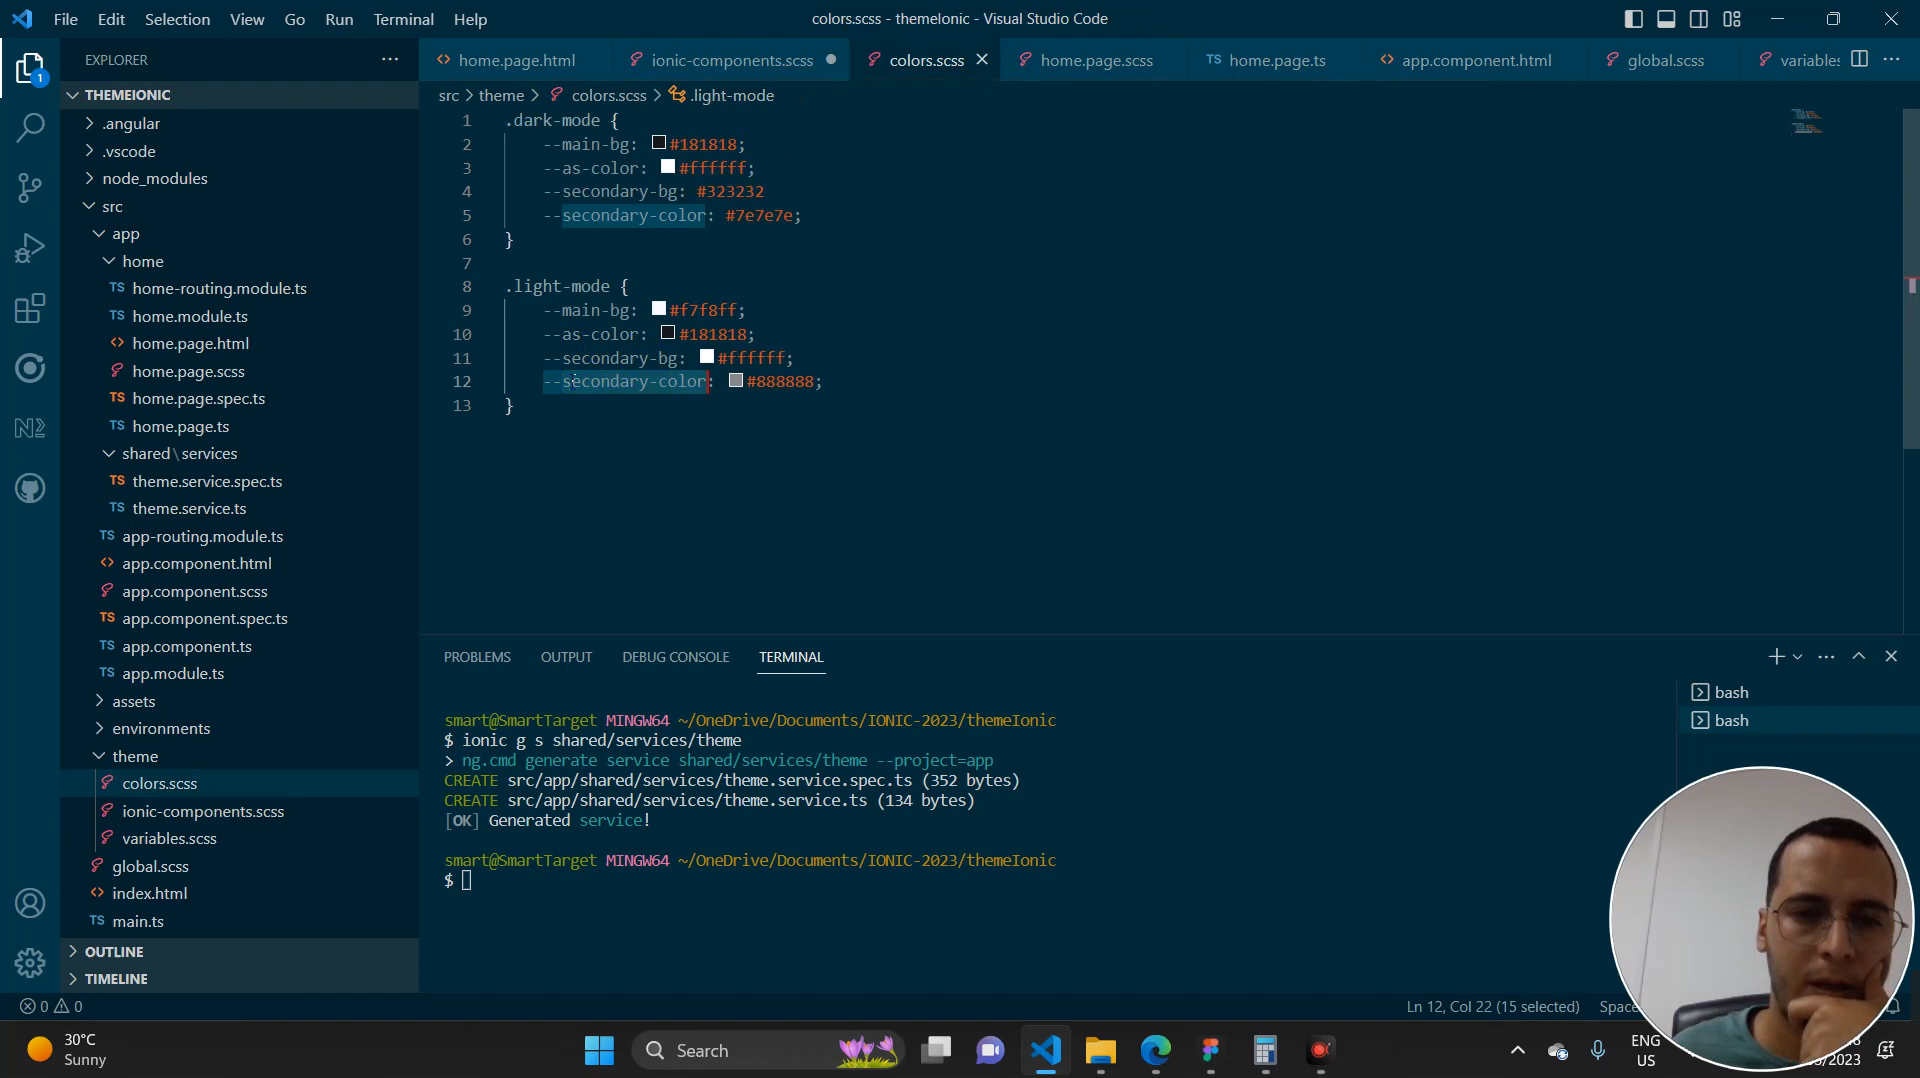 File Edit Selection View Go Run Terminal Help
colors.scss - themeIonic - Visual Studio Code
EXPLORER
home.page.html
ionic-components.scss
colors.scss
home.page.scss
home.page.ts
app.component.html
global.scss
variables
1
THEMEIONIC
.angular
.vscode
node_modules
src
app
home
home-routing.module.ts
home.module.ts
home.page.html
home.page.scss
home.page.spec.ts
home.page.ts
shared\services
theme.service.spec.ts
theme.service.ts
app-routing.module.ts
app.component.html
app.component.scss
app.component.spec.ts
app.component.ts
app.module.ts
assets
environments
theme
colors.scss
ionic-components.scss
variables.scss
global.scss
index.html
main.ts
OUTLINE
TIMELINE
src > theme > colors.scss > .light-mode
1 .dark-mode {
2 --main-bg: #181818;
3 --as-color: #ffffff;
4 --secondary-bg: #323232
5 --secondary-color: #7e7e7e;
6 }
7
8 .light-mode {
9 --main-bg: #f7f8ff;
10 --as-color: #181818;
11 --secondary-bg: #ffffff;
12 --secondary-color: #888888;
13 }
PROBLEMS OUTPUT DEBUG CONSOLE TERMINAL
bash
bash
smart@SmartTarget MINGW64 ~/OneDrive/Documents/IONIC-2023/themeIonic
$ ionic g s shared/services/theme
> ng.cmd generate service shared/services/theme --project=app
CREATE src/app/shared/services/theme.service.spec.ts (352 bytes)
CREATE src/app/shared/services/theme.service.ts (134 bytes)
[OK] Generated service!
smart@SmartTarget MINGW64 ~/OneDrive/Documents/IONIC-2023/themeIonic
$
0 0
Ln 12, Col 22 (15 selected)
30°C
Sunny
Search
ENG
US
/2023